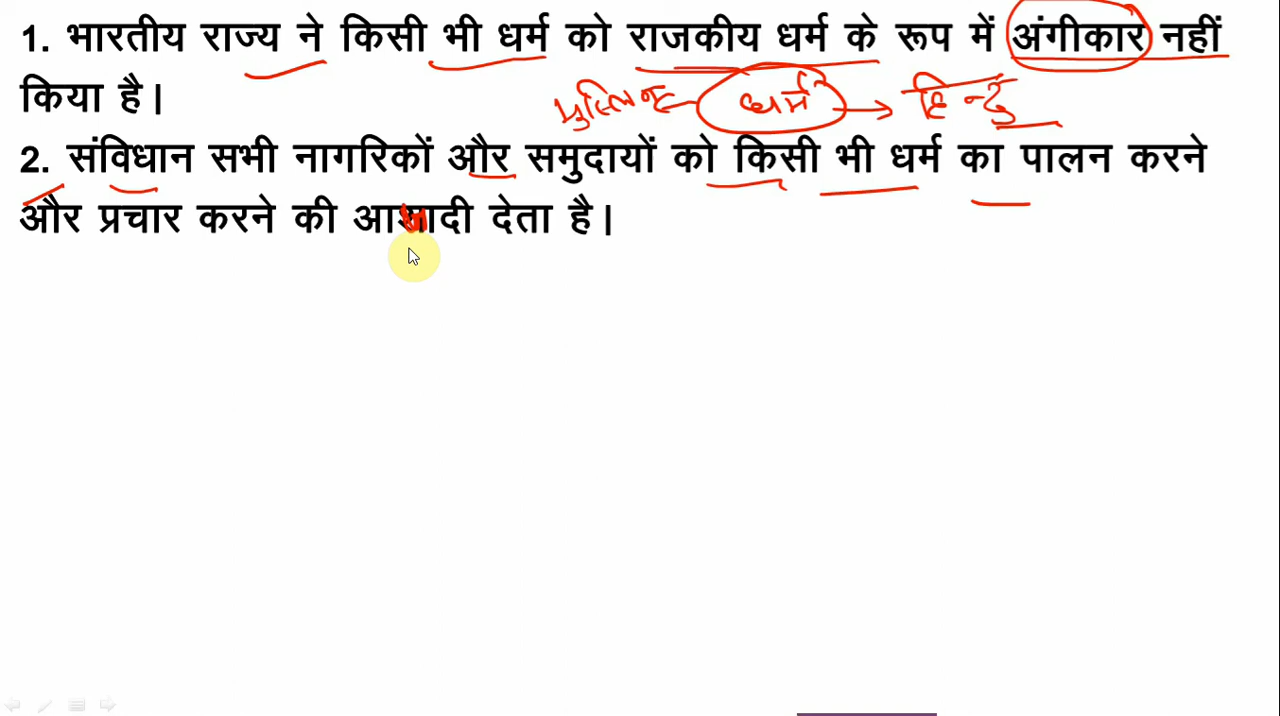 1. भारतीय राज्य ने किसी भी धर्म को राजकीय धर्म के रूप में अंगीकार नहीं
किया है|
मुस्लिम धर्म हिन्दु
2. संविधान सभी नागरिकों और समुदायों को किसी भी धर्म का पालन करने
और प्रचार करने की आजादी देता है|